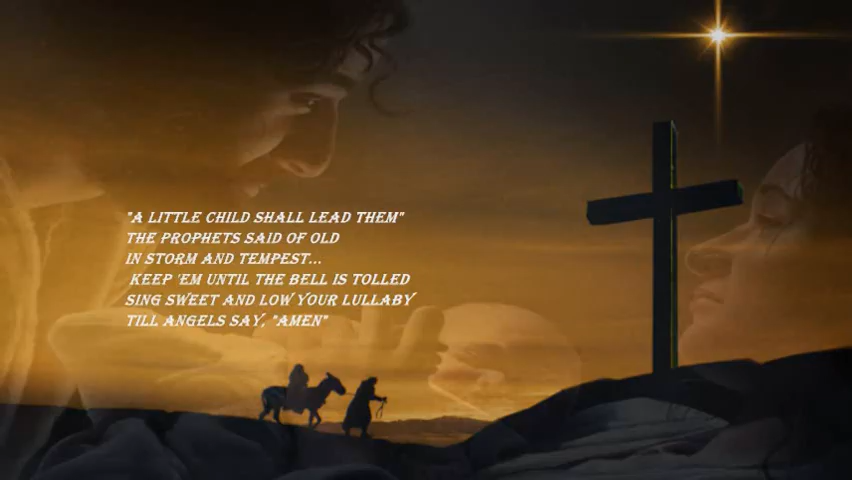 "A LITTLE CHILD SHALL LEAD THEM"
THE PROPHETS SAID OF OLD
IN STORM AND TEMPEST...
KEEP 'EM UNTIL THE BELL IS TOLLED
SING SWEET AND LOW YOUR LULLABY
TILL ANGELS SAY, "AMEN"